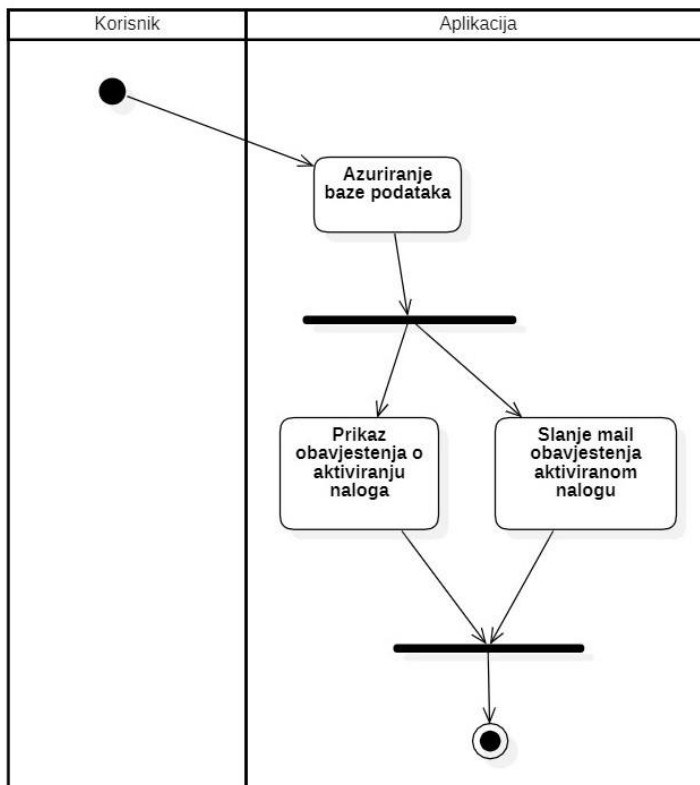 Korisnik
Aplikacija
Azuriranje
baze podataka
Prikaz
obavjestenja o
aktiviranju
naloga
Slanje mail
obavjestenja
aktiviranom
nalogu